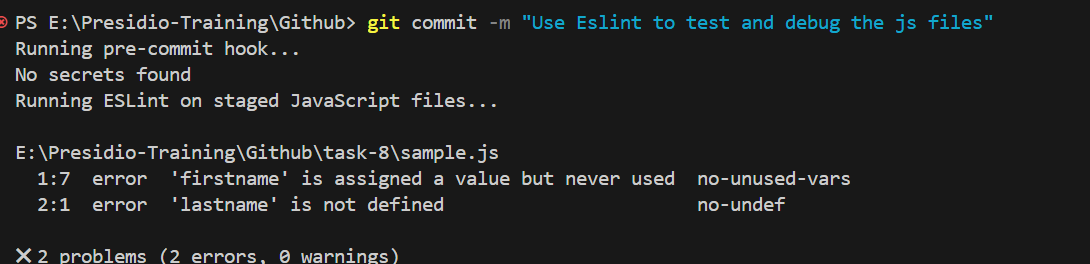 PS E:\Presidio-Training\Github> git commit -m "Use Eslint to test and debug the js files"
Running pre-commit hook...
No secrets found
Running ESLint on staged JavaScript files...
E:\Presidio-Training\Github\task-8\sample.js
1:7  error  'firstname' is assigned a value but never used  no-unused-vars
2:1  error  'lastname' is not defined                       no-undef
✕ 2 problems (2 errors, 0 warnings)